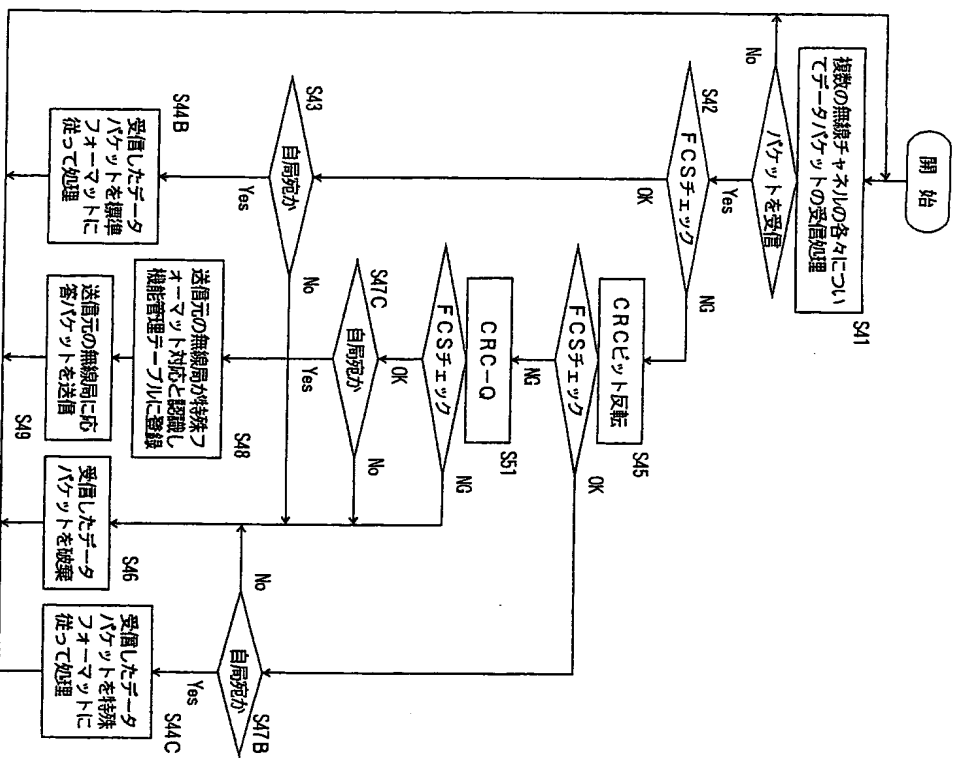 開 始
S41
複数の無線チャネルの各々につい
てデータパケットの受信処理
パケットを受信
No
Yes
S42
FCSチェック
NG
OK
S45
CRCビット反転
FCSチェック
OK
NG
S51
CRC-Q
FCSチェック
NG
OK
S43
自局宛か
No
Yes
S47C
自局宛か
No
Yes
S47B
自局宛か
No
Yes
S44B
受信したデータ
パケットを標準
フォーマットに
従って処理
S48
送信元の無線局が特殊フ
ォーマット対応と認識し
機能管理テーブルに登録
S49
送信元の無線局に応
答パケットを送信
S46
受信したデータ
パケットを破棄
S44C
受信したデータ
パケットを特殊
フォーマットに
従って処理